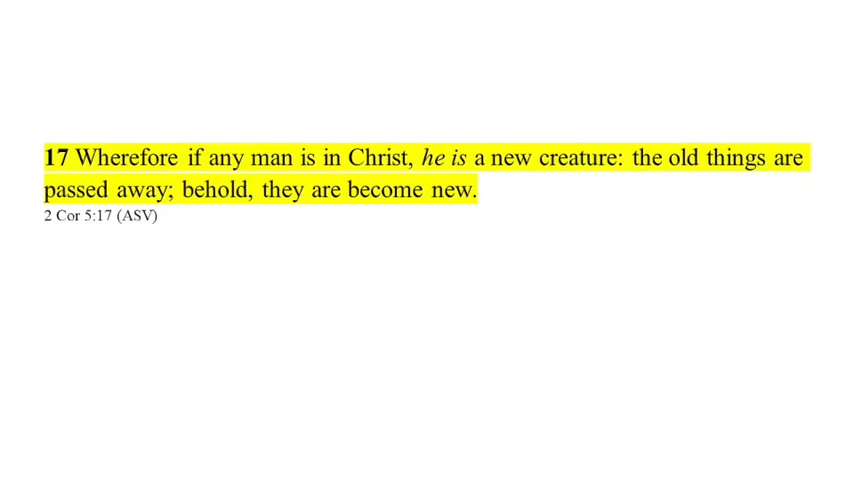 17 Wherefore if any man is in Christ, he is a new creature: the old things are
passed away; behold, they are become new.
2 Cor 5:17 (ASV)